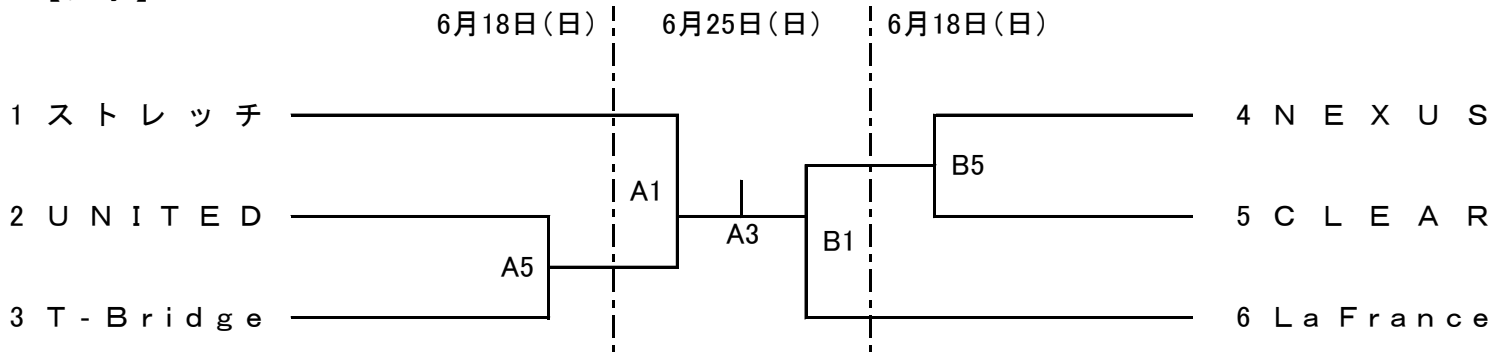 6月18日(日) 6月25日(日) 6月18日(日)
1 ストレッチ
4 NEXUS
A1
B5
2 UNITED
5 CLEAR
A3
B1
A5
3 T-Bridge
6 La France